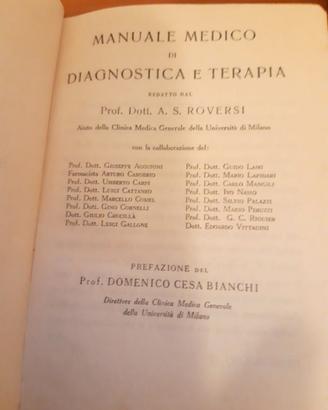 MANUALE MEDICO
DI
DIAGNOSTICA E TERAPIA
REDATTO DAL
Prof. Dott. A. S. ROVERSI
Aiuto della Clinica Medica Generale della Università di Milano
con la collaborazione dei:
Prof. Dott. GIUSEPPE AGOSTONI
Farmacista ARTURO CANDERIO
Prof. Dott. UMBERTO CARPI
Prof. Dott. LUIGI CATTANEO
Prof. Dott. MARCELLO COMEL
Prof. Dott. GINO CORNELLI
Dott. GIULIO CRUCILLÀ
Prof. Dott. LUIGI GALLONE
Prof. Dott. GUIDO LAMI
Prof. Dott. MARIO LAPIDARI
Prof. Dott. CARLO MANGILI
Prof. Dott. IVO NASSO
Prof. Dott. SILVIO PALAZZI
Prof. Dott. MARIO PERUZZI
Prof. Dott. G. C. RIQUIER
Dott. EDOARDO VITTADINI
PREFAZIONE DEL
Prof. DOMENICO CESA BIANCHI
Direttore della Clinica Medica Generale
della Università di Milano